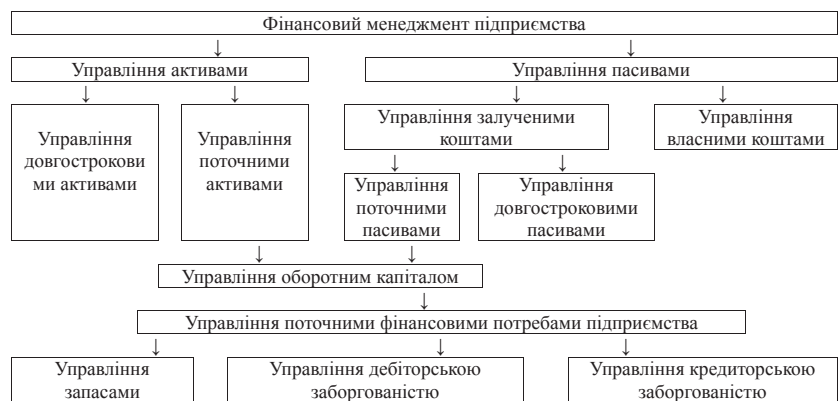 Фінансовий менеджмент підприємства
Управління активами
Управління пасивами
Управління
довгострокови
ми активами
Управління
поточними
активами
Управління залученими
коштами
Управління
власними коштами
Управління
поточними
пасивами
Управління
довгостроковими
пасивами
Управління оборотним капіталом
Управління поточними фінансовими потребами підприємства
Управління
запасами
Управління дебіторською
заборгованістю
Управління кредиторською
заборгованістю